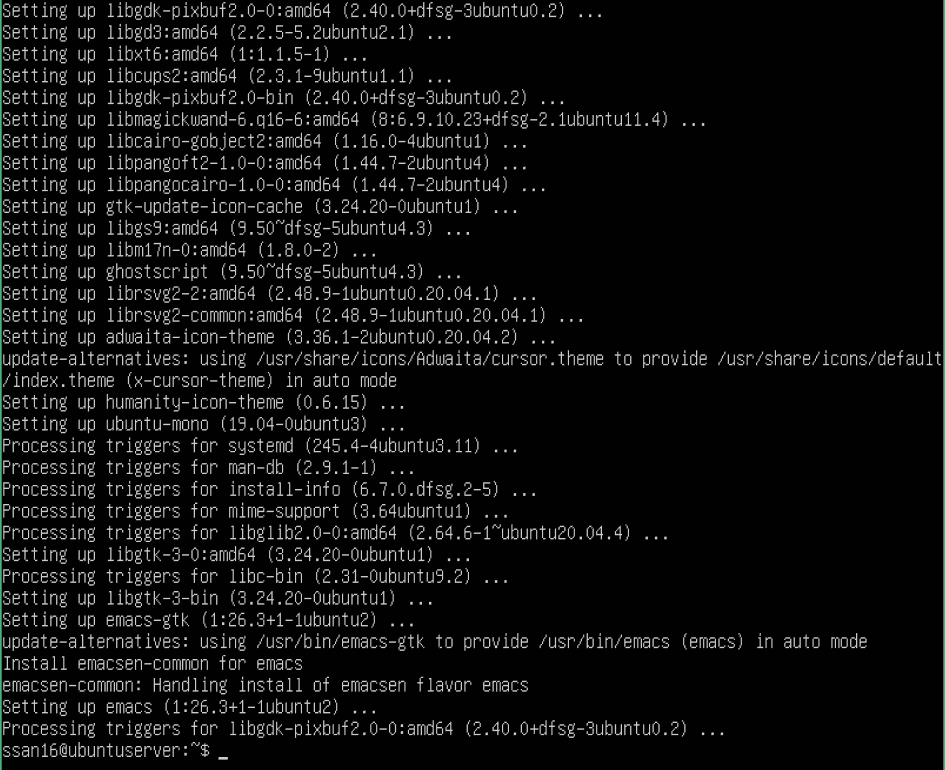 Setting up libgdk-pixbuf2.0-0:amd64 (2.40.0+dfsg-3ubuntu0.2) ...
Setting up libgd3:amd64 (2.2.5-5.2ubuntu2.1) ...
Setting up libxt6:amd64 (1:1.1.5-1) ...
Setting up libcups2:amd64 (2.3.1-9ubuntu1.1) ...
Setting up libgdk-pixbuf2.0-bin (2.40.0+dfsg-3ubuntu0.2) ...
Setting up libmagickwand-6.q16-6:amd64 (8:6.9.10.23+dfsg-2.1ubuntu11.4) ...
Setting up libcairo-gobject2:amd64 (1.16.0-4ubuntu1) ...
Setting up libpangoft2-1.0-0:amd64 (1.44.7-2ubuntu4) ...
Setting up libpangocairo-1.0-0:amd64 (1.44.7-2ubuntu4) ...
Setting up gtk-update-icon-cache (3.24.20-0ubuntu1) ...
Setting up libgs9:amd64 (9.50~dfsg-5ubuntu4.3) ...
Setting up libm17n-0:amd64 (1.8.0-2) ...
Setting up ghostscript (9.50~dfsg-5ubuntu4.3) ...
Setting up librsvg2-2:amd64 (2.48.9-1ubuntu0.20.04.1) ...
Setting up librsvg2-common:amd64 (2.48.9-1ubuntu0.20.04.1) ...
Setting up adwaita-icon-theme (3.36.1-2ubuntu0.20.04.2) ...
update-alternatives: using /usr/share/icons/Adwaita/cursor.theme to provide /usr/share/icons/default
/index.theme (x-cursor-theme) in auto mode
Setting up humanity-icon-theme (0.6.15) ...
Setting up ubuntu-mono (19.04-0ubuntu3) ...
Processing triggers for systemd (245.4-4ubuntu3.11) ...
Processing triggers for man-db (2.9.1-1) ...
Processing triggers for install-info (6.7.0.dfsg.2-5) ...
Processing triggers for mime-support (3.64ubuntu1) ...
Processing triggers for libglib2.0-0:amd64 (2.64.6-1~ubuntu20.04.4) ...
Setting up libgtk-3-0:amd64 (3.24.20-0ubuntu1) ...
Processing triggers for libc-bin (2.31-0ubuntu9.2) ...
Setting up libgtk-3-bin (3.24.20-0ubuntu1) ...
Setting up emacs-gtk (1:26.3+1-1ubuntu2) ...
update-alternatives: using /usr/bin/emacs-gtk to provide /usr/bin/emacs (emacs) in auto mode
Install emacsen-common for emacs
emacsen-common: Handling install of emacsen flavor emacs
Setting up emacs (1:26.3+1-1ubuntu2) ...
Processing triggers for libgdk-pixbuf2.0-0:amd64 (2.40.0+dfsg-3ubuntu0.2) ...
ssan16@ubuntuserver:~$ _